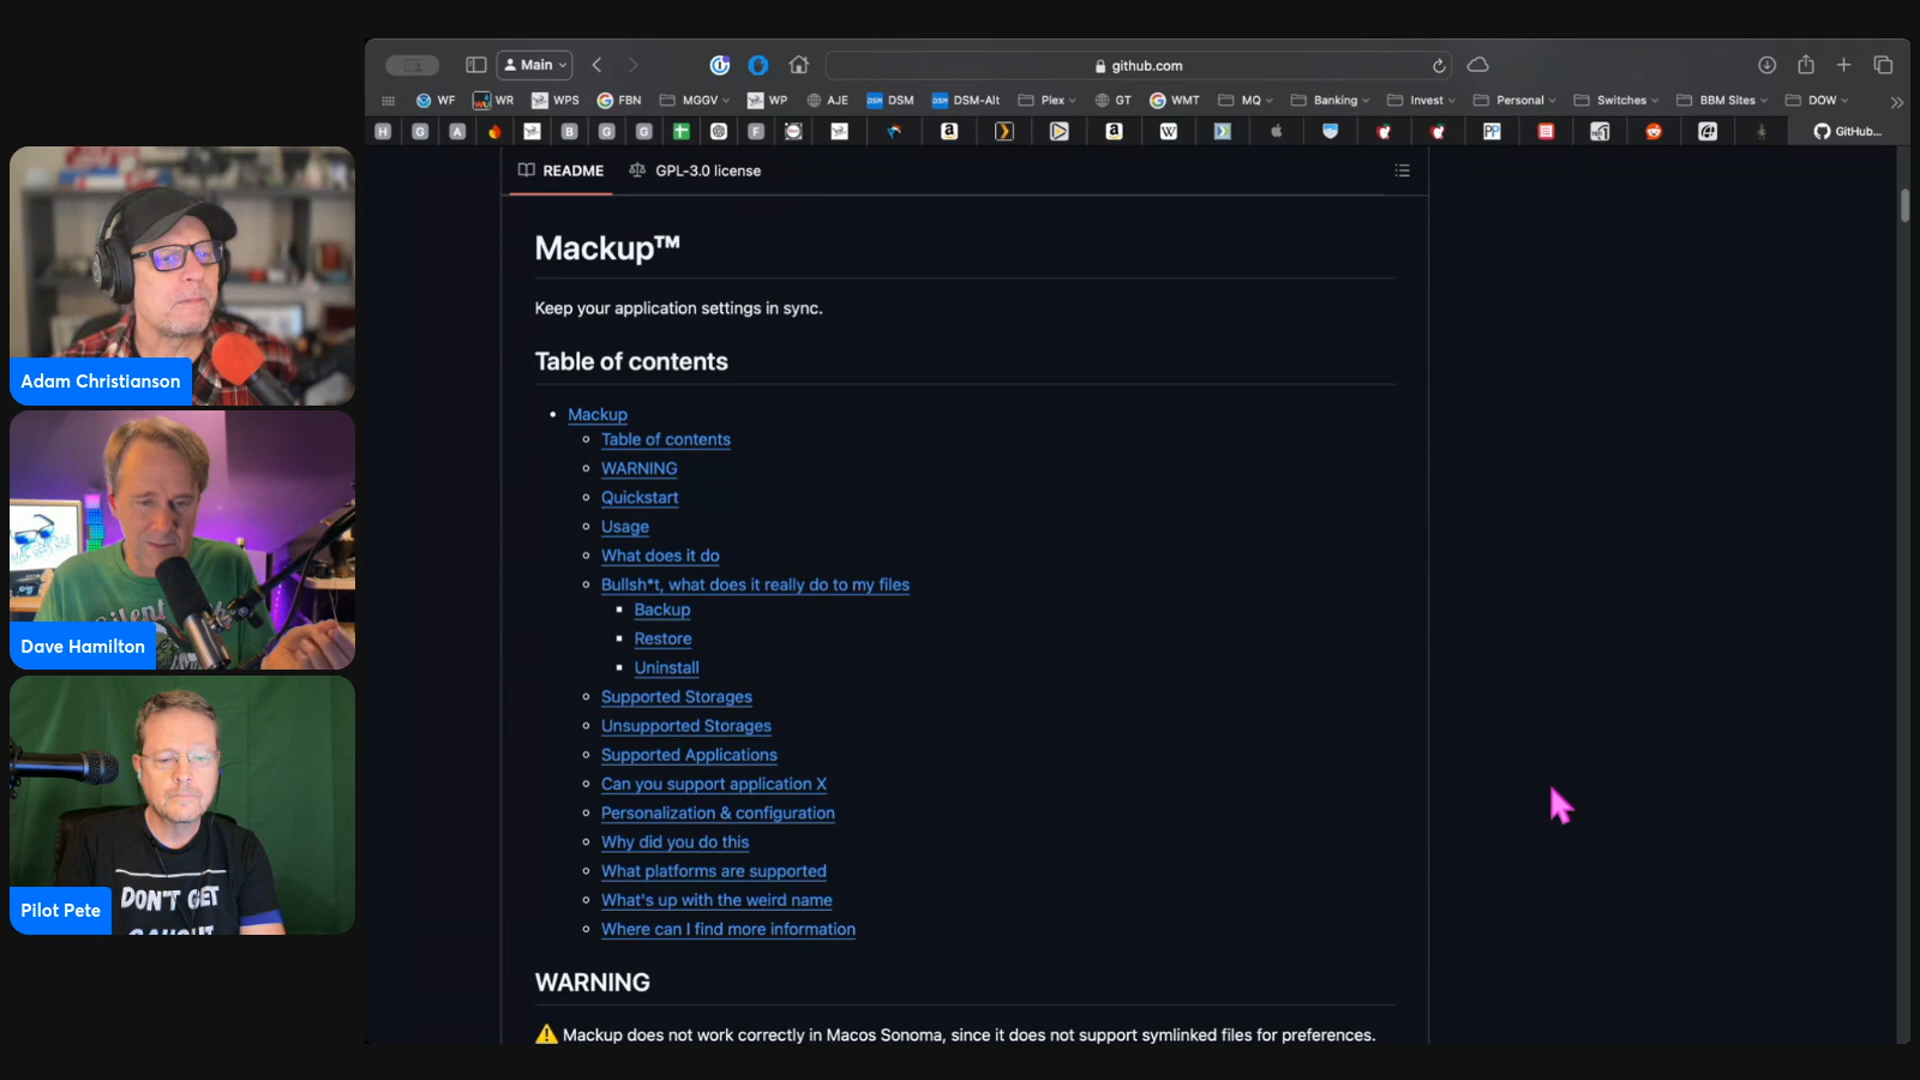 Main
github.com
WF
WR
WPS
FBN
MGGV
WP
AJE
DSM
DSM-Alt
Plex
GT
WMT
MQ
Banking
Invest
Personal
Switches
BBM Sites
DOW
GitHub...
README
GPL-3.0 license
Mackup™
Keep your application settings in sync.
Table of contents
Mackup
Table of contents
WARNING
Quickstart
Usage
What does it do
Bullsh*t, what does it really do to my files
Backup
Restore
Uninstall
Supported Storages
Unsupported Storages
Supported Applications
Can you support application X
Personalization & configuration
Why did you do this
What platforms are supported
What's up with the weird name
Where can I find more information
WARNING
⚠️ Mackup does not work correctly in Macos Sonoma, since it does not support symlinked files for preferences.
Adam Christianson
Dave Hamilton
Pilot Pete
DON'T GET